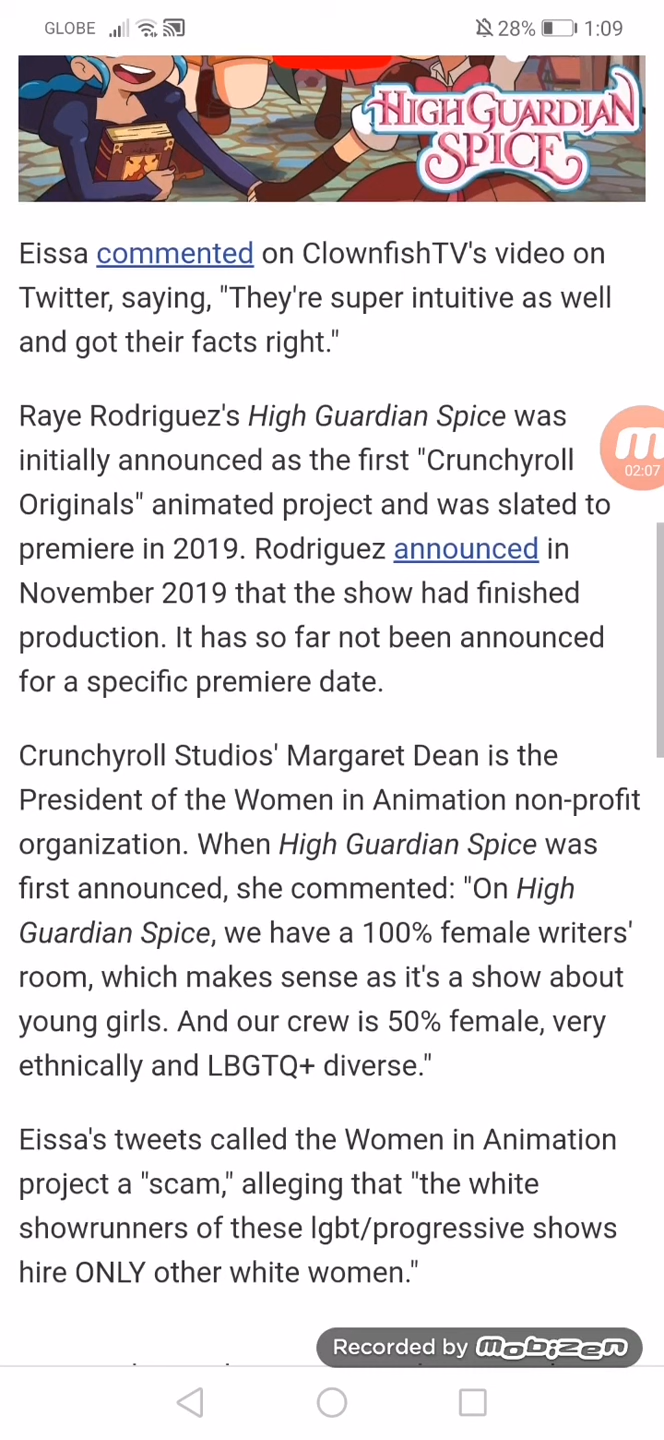 GLOBE 28% 1:09
HIGH GUARDIAN
SPICE
Eissa commented on ClownfishTV's video on
Twitter, saying, "They're super intuitive as well
and got their facts right."
Raye Rodriguez's High Guardian Spice was
initially announced as the first "Crunchyroll
Originals" animated project and was slated to
premiere in 2019. Rodriguez announced in
November 2019 that the show had finished
production. It has so far not been announced
for a specific premiere date.
m
02:07
Crunchyroll Studios' Margaret Dean is the
President of the Women in Animation non-profit
organization. When High Guardian Spice was
first announced, she commented: "On High
Guardian Spice, we have a 100% female writers'
room, which makes sense as it's a show about
young girls. And our crew is 50% female, very
ethnically and LBGTQ+ diverse."
Eissa's tweets called the Women in Animation
project a "scam," alleging that "the white
showrunners of these lgbt/progressive shows
hire ONLY other white women."
Recorded by mobizen